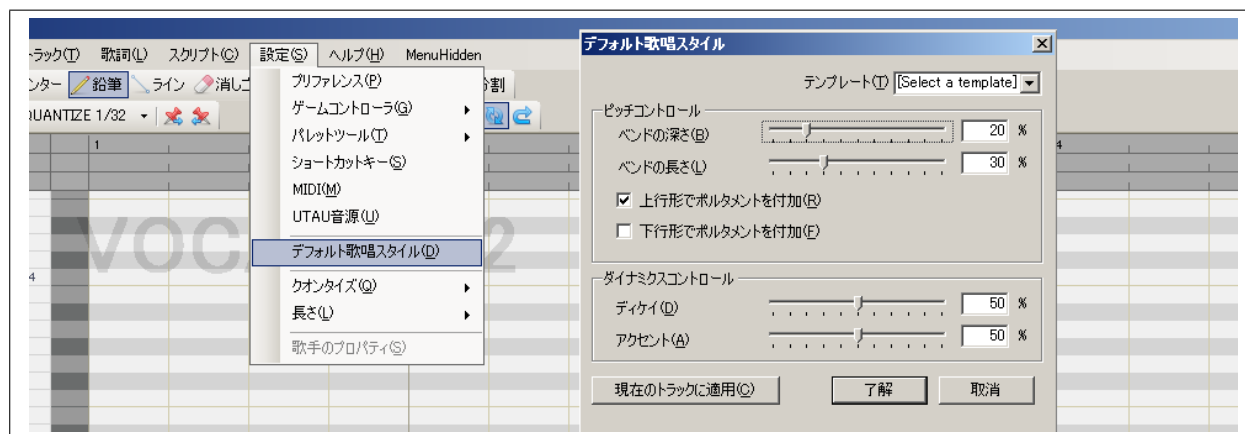 トラック(T) 歌詞(L) スクリプト(C) 設定(S) ヘルプ(H) MenuHidden
鉛筆 ライン
QUANTIZE 1/32
1
4
プリファレンス(P)
ゲームコントローラ(G)
パレットツール(T)
ショートカットキー(S)
MIDI(M)
UTAU音源(U)
デフォルト歌唱スタイル(D)
クオンタイズ(Q)
長さ(L)
歌手のプロパティ(S)
デフォルト歌唱スタイル
テンプレート(T) [Select a template]
ピッチコントロール
ベンドの深さ(B) 20 %
ベンドの長さ(L) 30 %
上行形でポルタメントを付加(R)
下行形でポルタメントを付加(F)
ダイナミクスコントロール
ディケイ(D) 50 %
アクセント(A) 50 %
現在のトラックに適用(C) 了解 取消
4